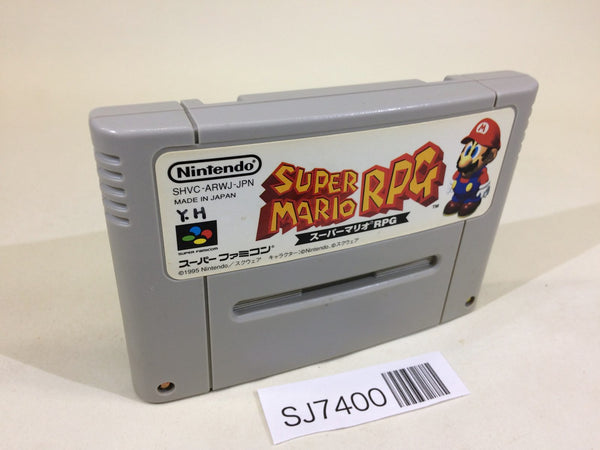 Nintendo
SHVC-ARWJ-JPN
MADE IN JAPAN
Y.H
SUPER FAMICOM
スーパーファミコン
SUPER
MARIO RPG
TM
スーパーマリオRPG
©1995 Nintendo/スクウェア キャラクター:©Nintendo, ©スクウェア
M
SJ7400